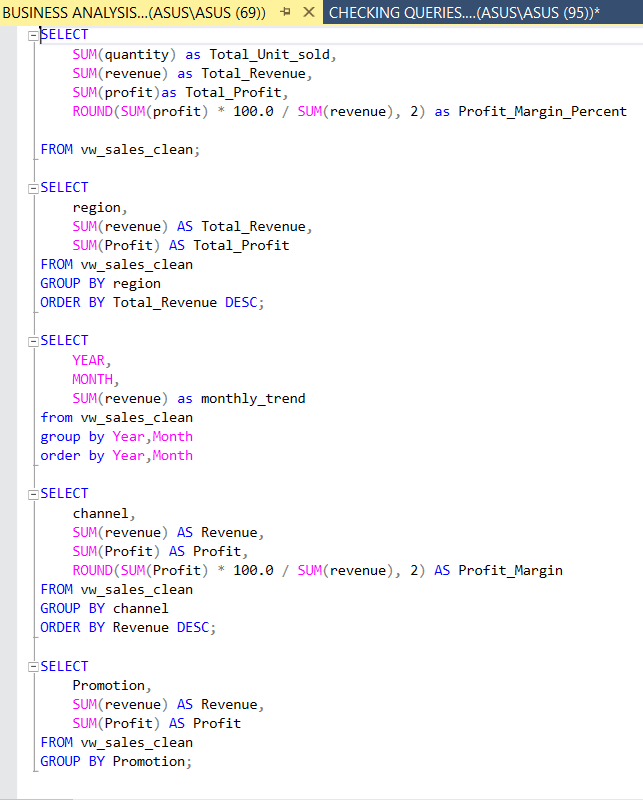 BUSINESS ANALYSIS...(ASUS\ASUS (69)) CHECKING QUERIES....(ASUS\ASUS (95))*
SELECT
SUM(quantity) as Total_Unit_sold,
SUM(revenue) as Total_Revenue,
SUM(profit)as Total_Profit,
ROUND(SUM(profit) * 100.0 / SUM(revenue), 2) as Profit_Margin_Percent
FROM vw_sales_clean;
SELECT
region,
SUM(revenue) AS Total_Revenue,
SUM(Profit) AS Total_Profit
FROM vw_sales_clean
GROUP BY region
ORDER BY Total_Revenue DESC;
SELECT
YEAR,
MONTH,
SUM(revenue) as monthly_trend
from vw_sales_clean
group by Year,Month
order by Year,Month
SELECT
channel,
SUM(revenue) AS Revenue,
SUM(Profit) AS Profit,
ROUND(SUM(Profit) * 100.0 / SUM(revenue), 2) AS Profit_Margin
FROM vw_sales_clean
GROUP BY channel
ORDER BY Revenue DESC;
SELECT
Promotion,
SUM(revenue) AS Revenue,
SUM(Profit) AS Profit
FROM vw_sales_clean
GROUP BY Promotion;